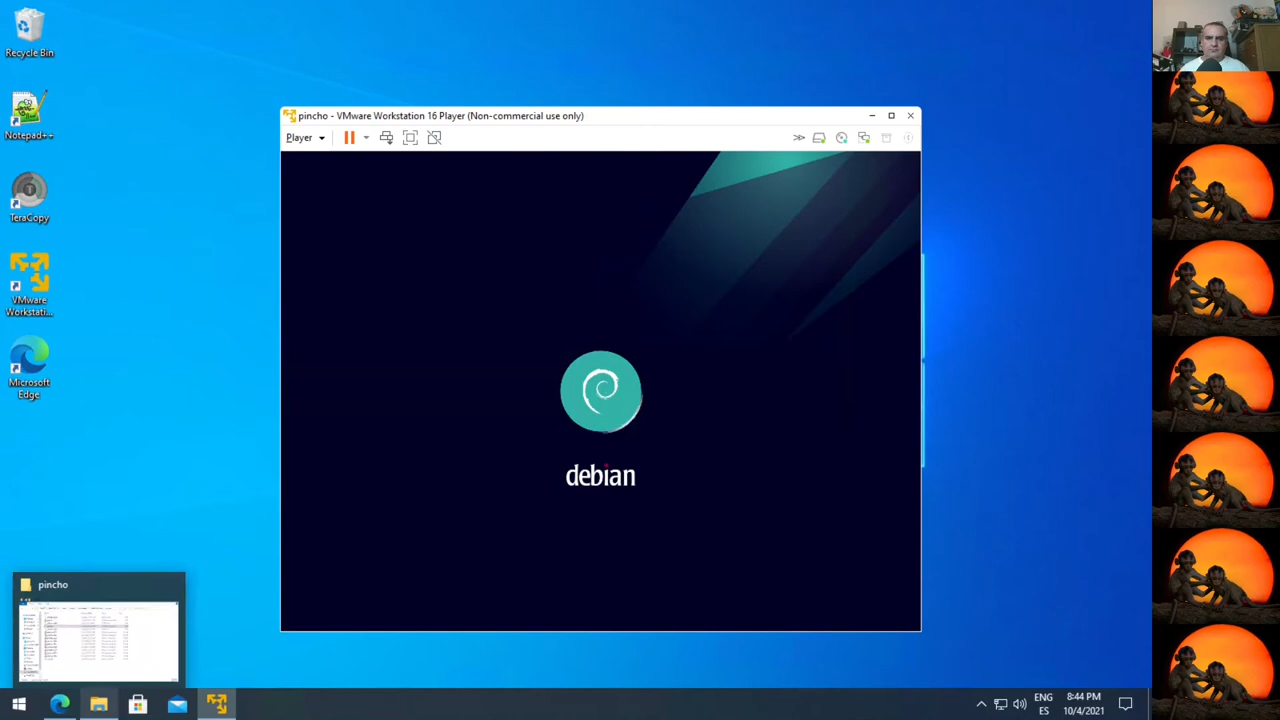 Recycle Bin
Notepad++
TeraCopy
VMware
Workstati...
Microsoft
Edge
pincho - VMware Workstation 16 Player (Non-commercial use only)
Player
debian
pincho
ENG
ES
8:44 PM
10/4/2021